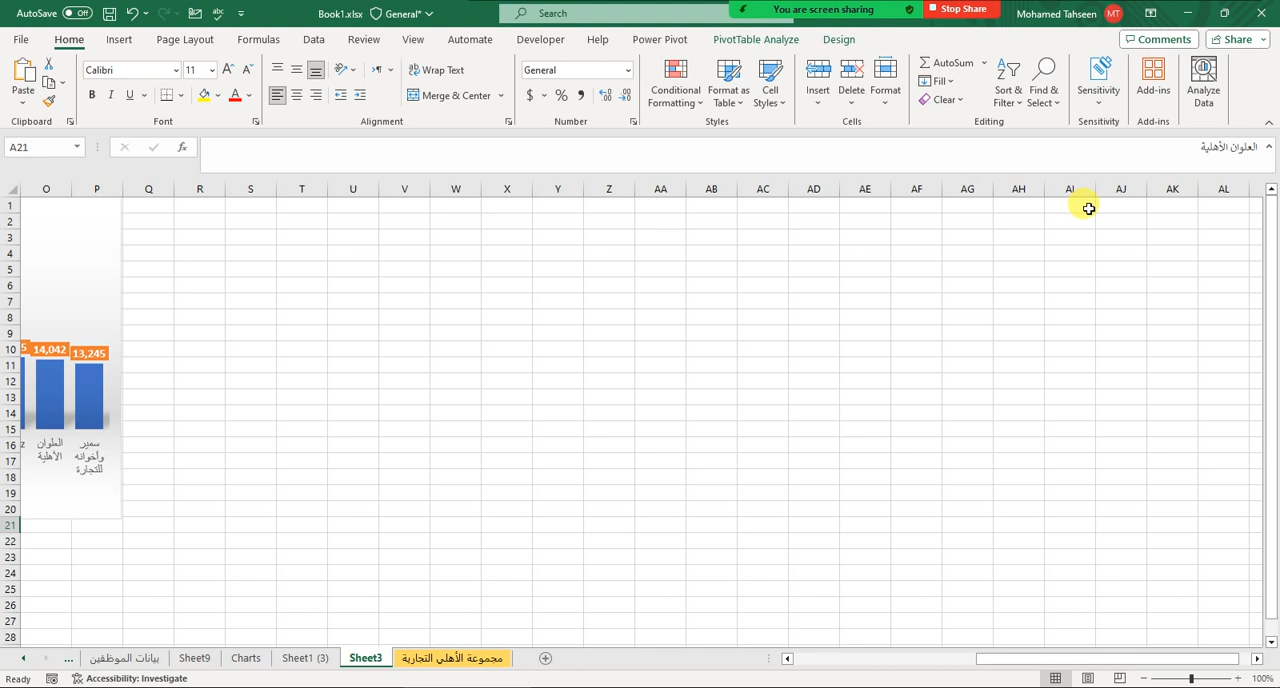 AutoSave Off Book1.xlsx General* Search You are screen sharing Stop Share Mohamed Tahseen MT
File Home Insert Page Layout Formulas Data Review View Automate Developer Help Power Pivot PivotTable Analyze Design Comments Share
Paste Calibri 11 A^ Aˇ Wrap Text General Conditional Formatting Format as Table Cell Styles Insert Delete Format AutoSum Fill Clear Sort & Filter Find & Select Sensitivity Add-ins Analyze Data
B I U A Merge & Center $ % 9
Clipboard Font Alignment Number Styles Cells Editing Sensitivity Add-ins
A21 fx العلوان الأهلية
O P Q R S T U V W X Y Z AA AB AC AD AE AF AG AH AI AJ AK AL
1
2
3
4
5
6
7
8
9
10 5 14,042 13,245
11
12
13
14
15
16 z العلوان الأهلية سمير وأخوانه للتجارة
17
18
19
20
21
22
23
24
25
26
27
28
... بيانات الموظفين Sheet9 Charts Sheet1 (3) Sheet3 مجموعة الأهلي التجارية
Ready Accessibility: Investigate 100%